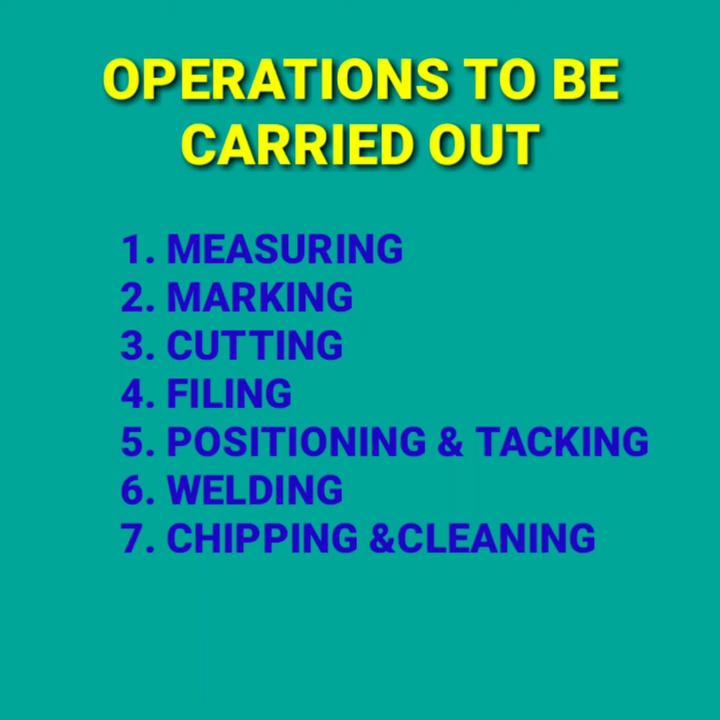 OPERATIONS TO BE
CARRIED OUT
1. MEASURING
2. MARKING
3. CUTTING
4. FILING
5. POSITIONING & TACKING
6. WELDING
7. CHIPPING &CLEANING